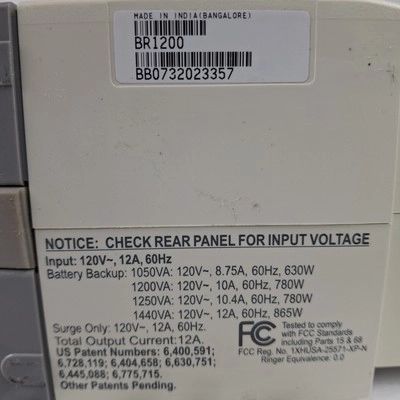 MADE IN INDIA(BANGALORE)
BR1200
BB0732023357
NOTICE: CHECK REAR PANEL FOR INPUT VOLTAGE
Input: 120V~, 12A, 60Hz
Battery Backup: 1050VA: 120V~, 8.75A, 60Hz, 630W
1200VA: 120V~, 10A, 60Hz, 780W
1250VA: 120V~, 10.4A, 60Hz, 780W
1440VA: 120V~, 12A, 60Hz, 865W
Surge Only: 120V~, 12A, 60Hz.
Total Output Current: 12A.
US Patent Numbers: 6,400,591;
6,728,119; 6,404,658; 6,630,751;
6,445,088; 6,775,715.
Other Patents Pending.
FC Tested to comply
with FCC Standards
Including Parts 15 & 68
FCC Reg. No. 1XHUSA-25571-XP-N
Ringer Equivalence: 0.0